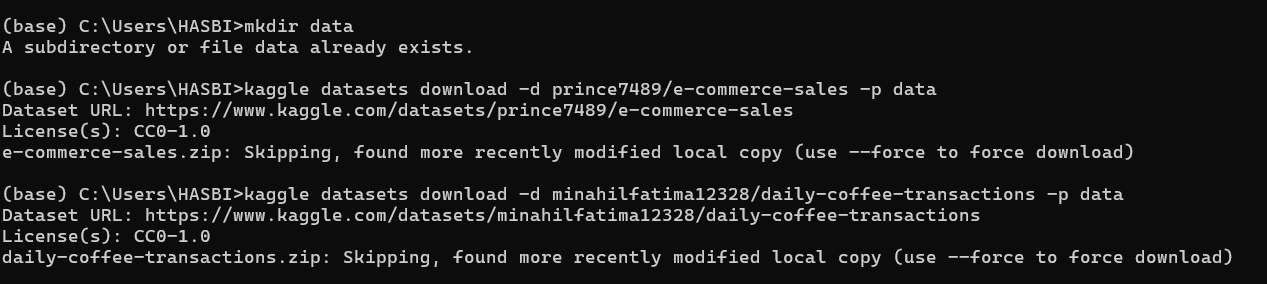 (base) C:\Users\HASBI>mkdir data
A subdirectory or file data already exists.
(base) C:\Users\HASBI>kaggle datasets download -d prince7489/e-commerce-sales -p data
Dataset URL: https://www.kaggle.com/datasets/prince7489/e-commerce-sales
License(s): CC0-1.0
e-commerce-sales.zip: Skipping, found more recently modified local copy (use --force to force download)
(base) C:\Users\HASBI>kaggle datasets download -d minahilfatima12328/daily-coffee-transactions -p data
Dataset URL: https://www.kaggle.com/datasets/minahilfatima12328/daily-coffee-transactions
License(s): CC0-1.0
daily-coffee-transactions.zip: Skipping, found more recently modified local copy (use --force to force download)